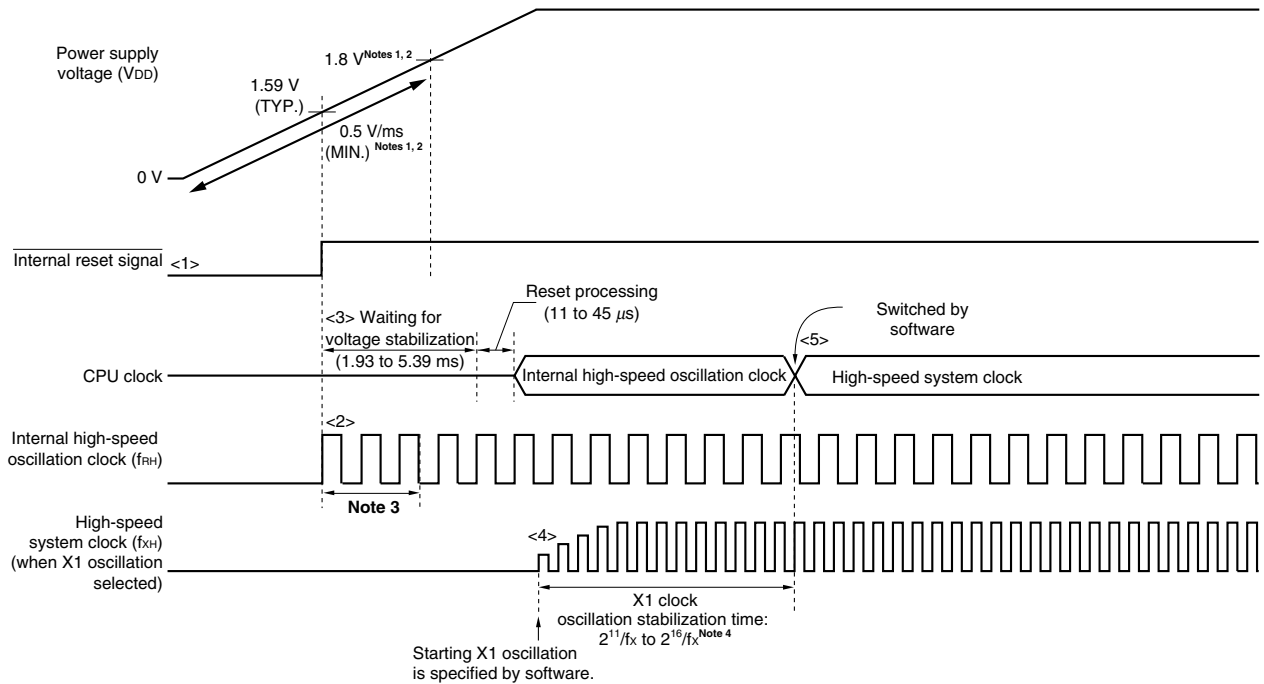 Power supply
voltage (VDD)
1.8 V Notes 1, 2
1.59 V
(TYP.)
0.5 V/ms
(MIN.) Notes 1, 2
0 V
Internal reset signal
<1>
Reset processing
(11 to 45 μs)
<3> Waiting for
voltage stabilization
(1.93 to 5.39 ms)
Switched by
software
<5>
CPU clock
Internal high-speed oscillation clock
High-speed system clock
Internal high-speed
oscillation clock (fRH)
<2>
Note 3
High-speed
system clock (fXH)
(when X1 oscillation
selected)
<4>
X1 clock
oscillation stabilization time:
2^11/fX to 2^16/fX Note 4
Starting X1 oscillation
is specified by software.